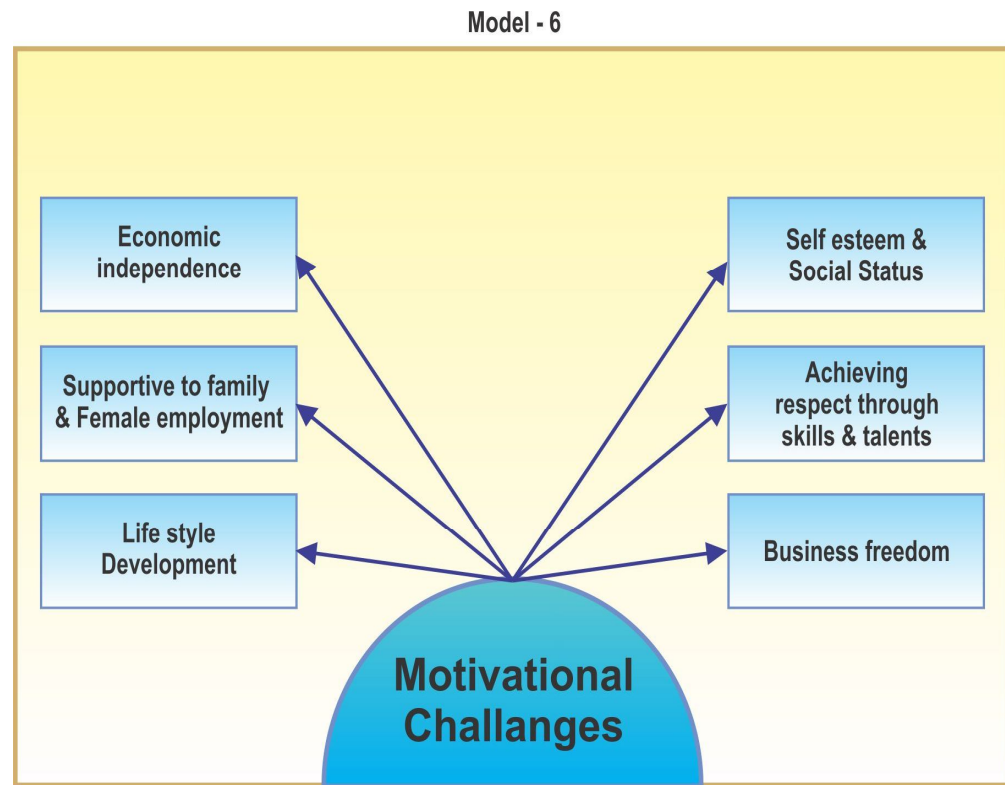 Model - 6
Economic
independence
Supportive to family
& Female employment
Life style
Development
Self esteem &
Social Status
Achieving
respect through
skills & talents
Business freedom
Motivational
Challanges